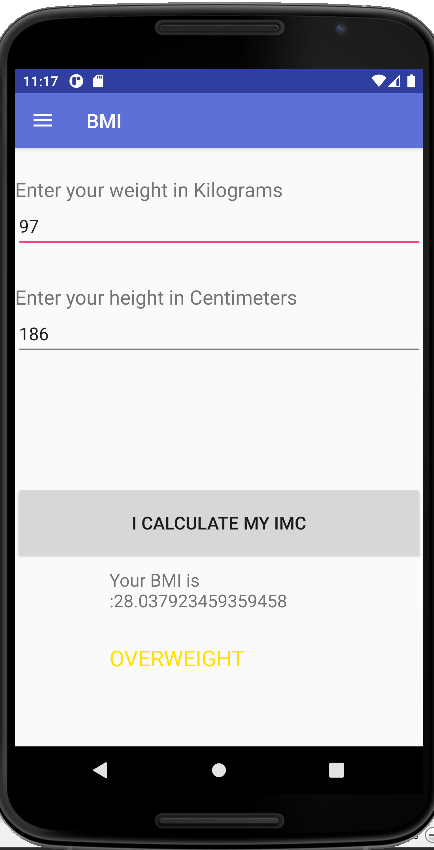 11:17
BMI
Enter your weight in Kilograms
97
Enter your height in Centimeters
186
I CALCULATE MY IMC
Your BMI is
:28.037923459359458
OVERWEIGHT